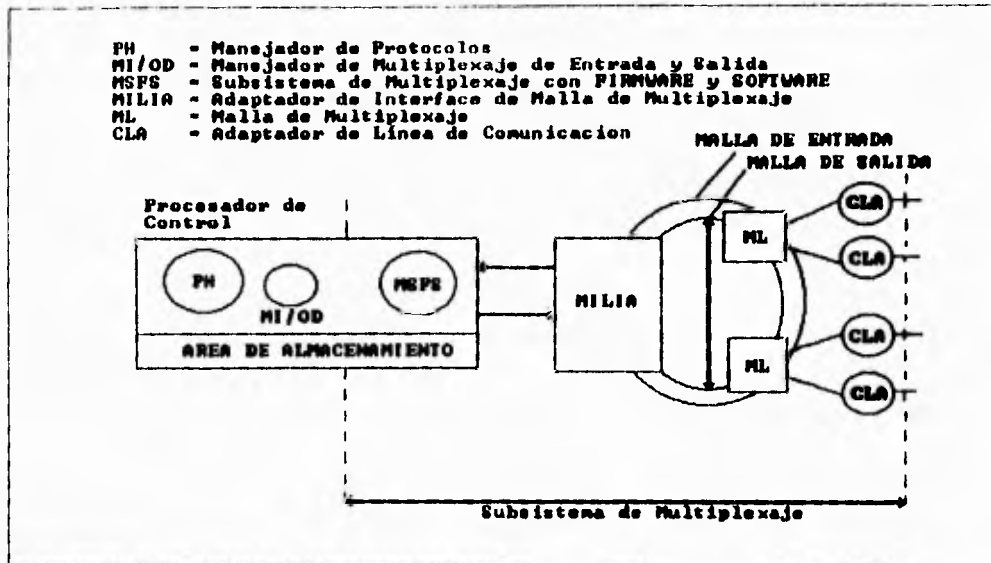 PH = Manejador de Protocolos
MI/OD = Manejador de Multiplexaje de Entrada y Salida
MSFS = Subsistema de Multiplexaje con FIRMWARE y SOFTWARE
MILIA = Adaptador de Interface de Malla de Multiplexaje
ML = Malla de Multiplexaje
CLA = Adaptador de Línea de Comunicacion
MALLA DE ENTRADA
MALLA DE SALIDA
Procesador de
Control
CLA
ML
CLA
PH
MSFS
MI/OD
MILIA
AREA DE ALMACENAMIENTO
CLA
ML
CLA
Subsistema de Multiplexaje